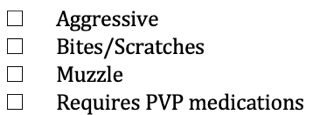 ☐ Aggressive
☐ Bites/Scratches
☐ Muzzle
☐ Requires PVP medications